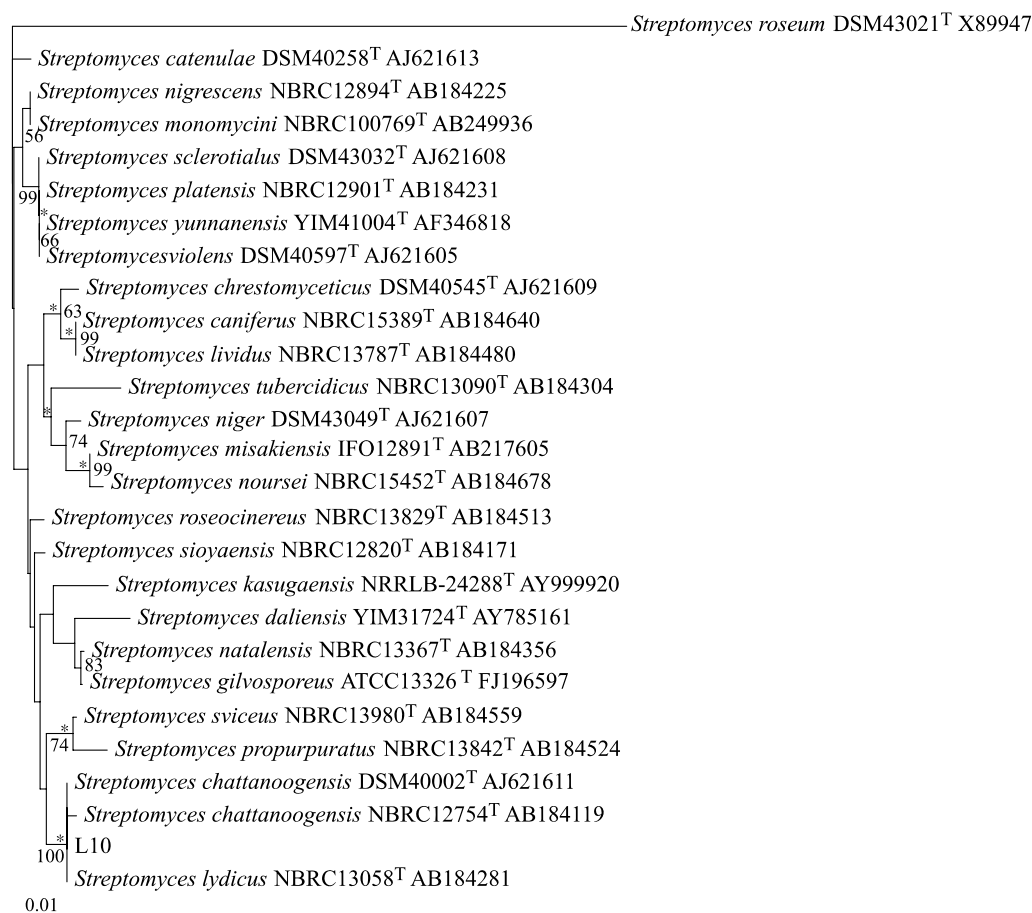 Streptomyces roseum DSM43021T X89947
Streptomyces catenulae DSM40258T AJ621613
Streptomyces nigrescens NBRC12894T AB184225
Streptomyces monomycini NBRC100769T AB249936
56
Streptomyces sclerotialus DSM43032T AJ621608
Streptomyces platensis NBRC12901T AB184231
99
*
Streptomyces yunnanensis YIM41004T AF346818
66
Streptomycesviolens DSM40597T AJ621605
Streptomyces chrestomyceticus DSM40545T AJ621609
* 63
Streptomyces caniferus NBRC15389T AB184640
* 99
Streptomyces lividus NBRC13787T AB184480
Streptomyces tubercidicus NBRC13090T AB184304
*
Streptomyces niger DSM43049T AJ621607
74
Streptomyces misakiensis IFO12891T AB217605
* 99
Streptomyces noursei NBRC15452T AB184678
Streptomyces roseocinereus NBRC13829T AB184513
Streptomyces sioyaensis NBRC12820T AB184171
Streptomyces kasugaensis NRRLB-24288T AY999920
Streptomyces daliensis YIM31724T AY785161
Streptomyces natalensis NBRC13367T AB184356
83
Streptomyces gilvosporeus ATCC13326 T FJ196597
Streptomyces sviceus NBRC13980T AB184559
*
74
Streptomyces propurpuratus NBRC13842T AB184524
Streptomyces chattanoogensis DSM40002T AJ621611
Streptomyces chattanoogensis NBRC12754T AB184119
*
L10
100
Streptomyces lydicus NBRC13058T AB184281
0.01